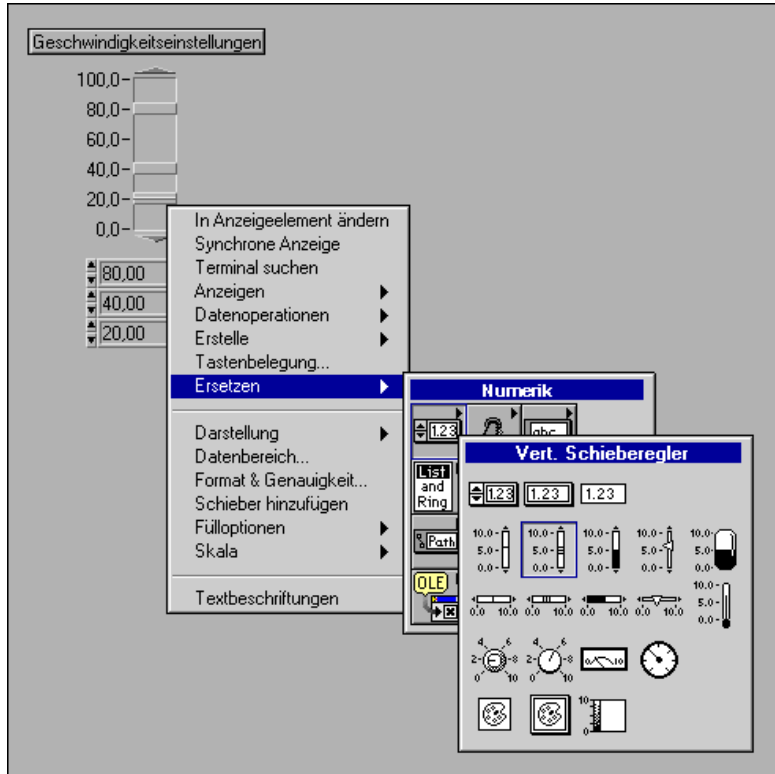 Geschwindigkeitseinstellungen
100,0-
80,0-
60,0-
40,0-
20,0-
0,0-
80,00
40,00
20,00
In Anzeigeelement ändern
Synchrone Anzeige
Terminal suchen
Anzeigen
Datenoperationen
Erstelle
Tastenbelegung...
Ersetzen
Darstellung
Datenbereich...
Format & Genauigkeit...
Schieber hinzufügen
Fülloptionen
Skala
Textbeschriftungen
Numerik
1.23
abc
List
and
Ring
Path
OLE
Vert. Schieberegler
1.23 1.23 1.23
10.0- 10.0- 10.0- 10.0- 10.0-
5.0- 5.0- 5.0- 5.0- 5.0-
0.0- 0.0- 0.0- 0.0- 0.0-
0.0 10.0 0.0 10.0 0.0 10.0 0.0 10.0
10.0-
5.0-
0.0-
4 6 4 6
2 8 2 8
0 10 0 10
0 10
10
0